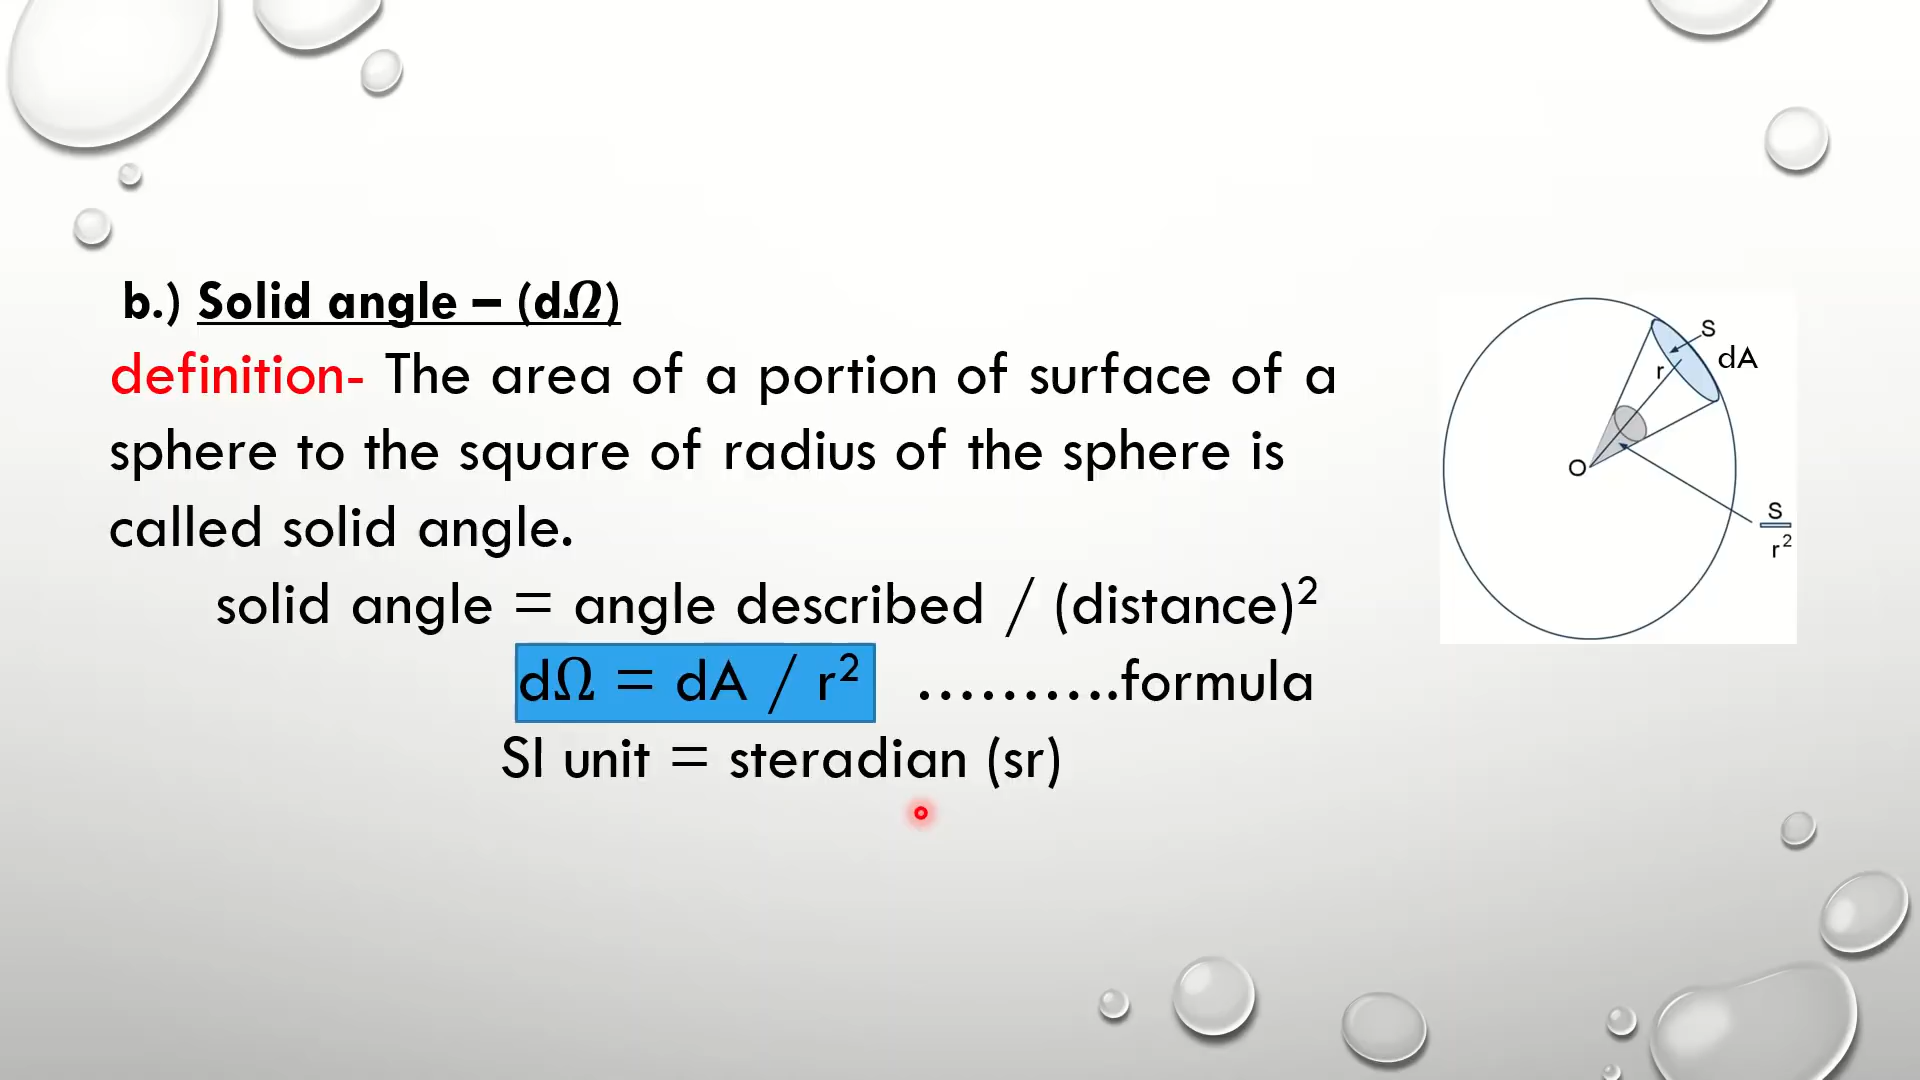 b.) Solid angle – (dΩ)
definition- The area of a portion of surface of a
sphere to the square of radius of the sphere is
called solid angle.
solid angle = angle described / (distance)²
dΩ = dA / r² ……….formula
SI unit = steradian (sr)
S
dA
r
O
S
r²